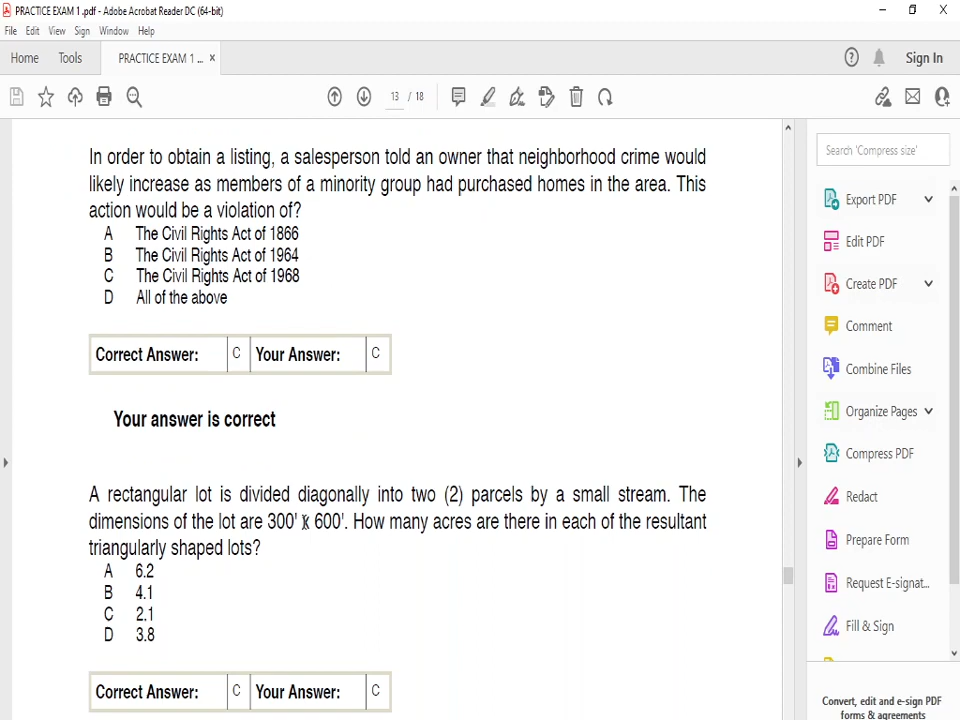 PRACTICE EXAM 1 .pdf - Adobe Acrobat Reader DC (64-bit)
File Edit View Sign Window Help
Home Tools PRACTICE EXAM 1 ... × Sign In
13 / 18
In order to obtain a listing, a salesperson told an owner that neighborhood crime would
likely increase as members of a minority group had purchased homes in the area. This
action would be a violation of?
A The Civil Rights Act of 1866
B The Civil Rights Act of 1964
C The Civil Rights Act of 1968
D All of the above
Correct Answer: C Your Answer: C
Your answer is correct
A rectangular lot is divided diagonally into two (2) parcels by a small stream. The
dimensions of the lot are 300' x 600'. How many acres are there in each of the resultant
triangularly shaped lots?
A 6.2
B 4.1
C 2.1
D 3.8
Correct Answer: C Your Answer: C
Search 'Compress size'
Export PDF
Edit PDF
Create PDF
Comment
Combine Files
Organize Pages
Compress PDF
Redact
Prepare Form
Request E-signat...
Fill & Sign
Convert, edit and e-sign PDF
forms & agreements